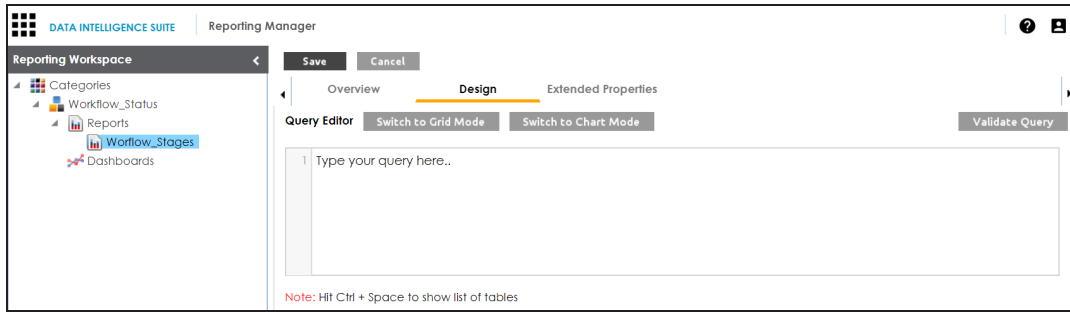 DATA INTELLIGENCE SUITE Reporting Manager
Reporting Workspace
Save Cancel
Categories
Workflow_Status
Reports
Worflow_Stages
Dashboards
Overview Design Extended Properties
Query Editor Switch to Grid Mode Switch to Chart Mode Validate Query
1 Type your query here..
Note: Hit Ctrl + Space to show list of tables